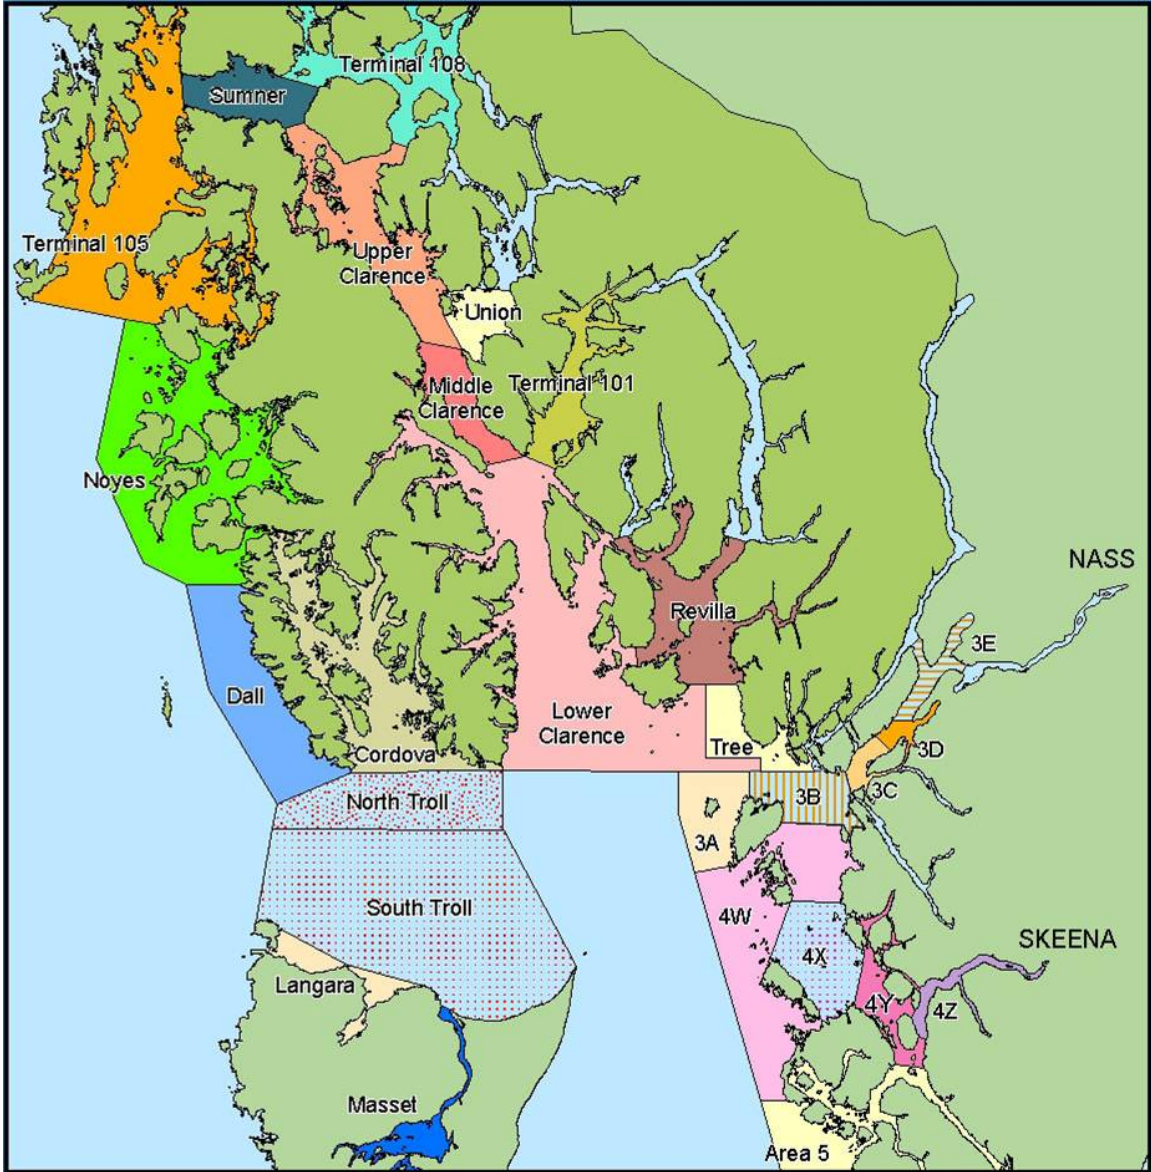 Terminal 108
Sumner
Terminal 105
Upper
Clarence
Union
Middle
Clarence
Terminal 101
Noyes
NASS
Revilla
3E
Dall
Lower
Clarence
Tree
3D
Cordova
North Troll
3B
3C
3A
South Troll
4W
SKEENA
4X
Langara
4Y
4Z
Masset
Area 5